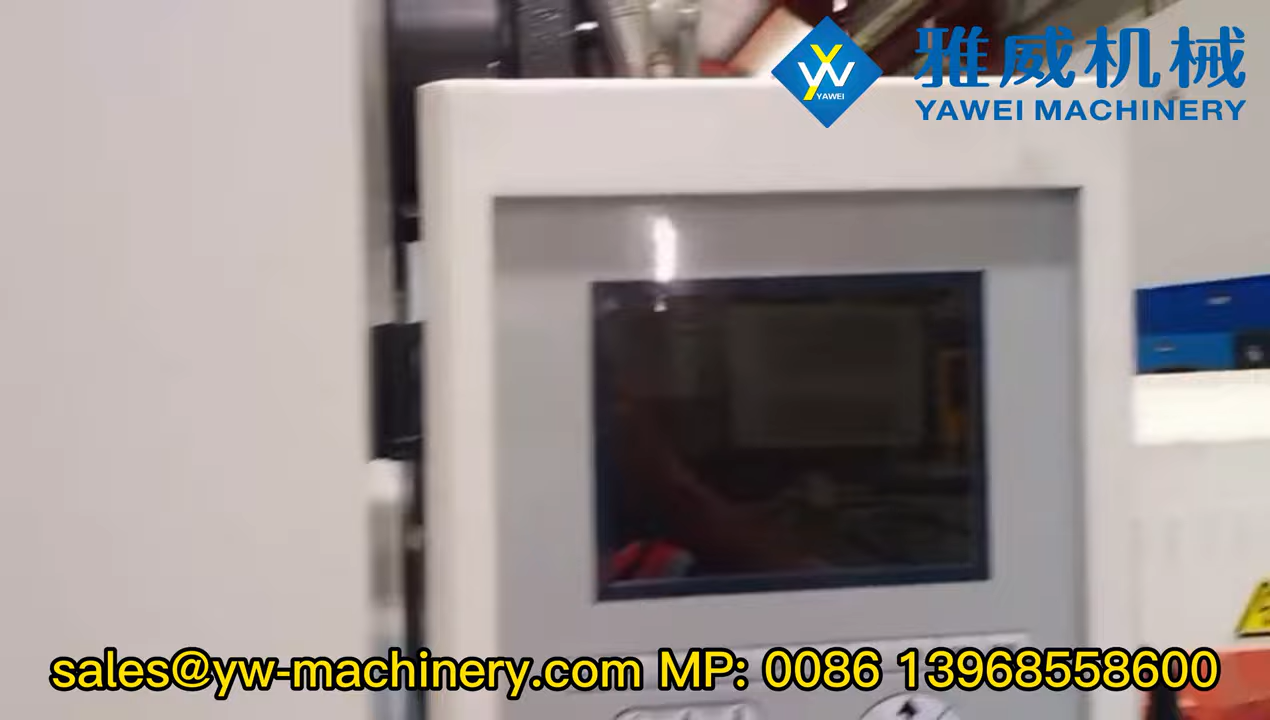 雅威机械
YAWEI MACHINERY
YW
YAWEI
sales@yw-machinery.com MP: 0086 13968558600